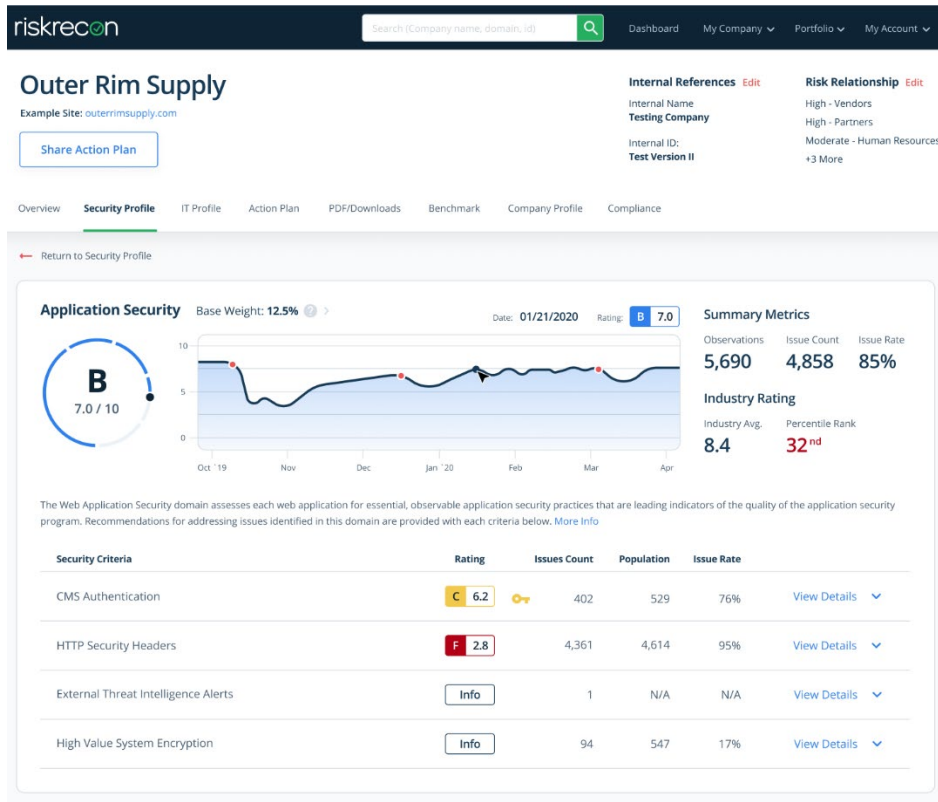 riskrecon
Search (Company name, domain, id)
Dashboard My Company Portfolio My Account
Outer Rim Supply
Example Site: outerrimsupply.com
Share Action Plan
Internal References Edit
Internal Name
Testing Company
Internal ID:
Test Version II
Risk Relationship Edit
High - Vendors
High - Partners
Moderate - Human Resources
+3 More
Overview Security Profile IT Profile Action Plan PDF/Downloads Benchmark Company Profile Compliance
← Return to Security Profile
Application Security Base Weight: 12.5% ? >
Date: 01/21/2020 Rating: B 7.0
B
7.0 / 10
10
5
0
Oct `19 Nov Dec Jan `20 Feb Mar Apr
Summary Metrics
Observations Issue Count Issue Rate
5,690 4,858 85%
Industry Rating
Industry Avg. Percentile Rank
8.4 32nd
The Web Application Security domain assesses each web application for essential, observable application security practices that are leading indicators of the quality of the application security
program. Recommendations for addressing issues identified in this domain are provided with each criteria below. More Info
Security Criteria Rating Issues Count Population Issue Rate
CMS Authentication C 6.2 402 529 76% View Details
HTTP Security Headers F 2.8 4,361 4,614 95% View Details
External Threat Intelligence Alerts Info 1 N/A N/A View Details
High Value System Encryption Info 94 547 17% View Details